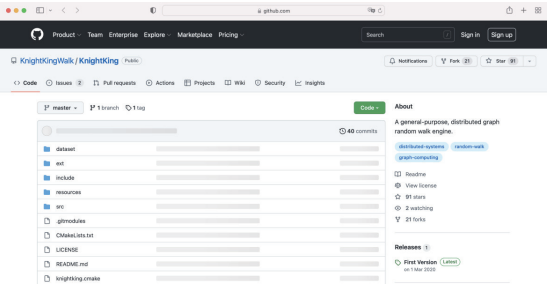 github.com
Product Team Enterprise Explore Marketplace Pricing Search / Sign in Sign up
KnightKingWalk / KnightKing Public Notifications Fork 21 Star 91
Code Issues 2 Pull requests Actions Projects Wiki Security Insights
master 1 branch 1 tag Code
40 commits
dataset
ext
include
resources
src
.gitmodules
CMakeLists.txt
LICENSE
README.md
knightking.cmake
About
A general-purpose, distributed graph
random walk engine.
distributed-systems random-walk
graph-computing
Readme
View license
91 stars
2 watching
21 forks
Releases 1
First Version Latest
on 1 Mar 2020